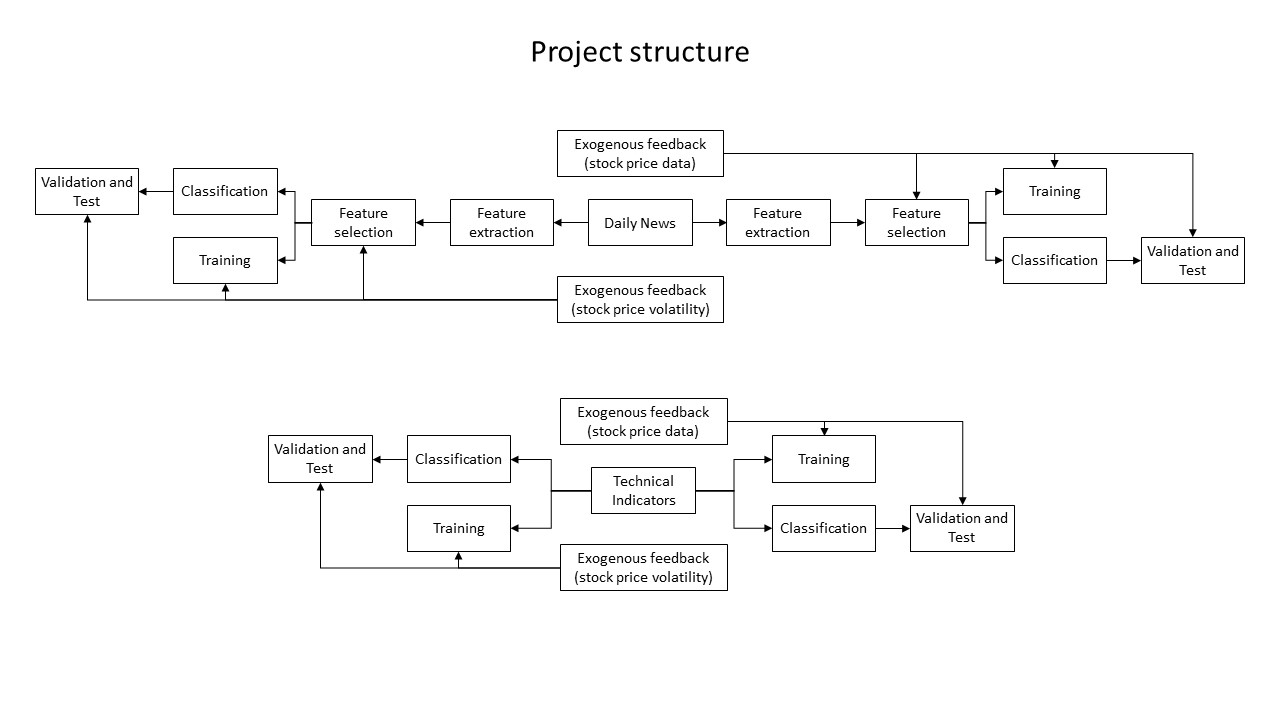 Project structure
Exogenous feedback
(stock price data)
Validation and
Test
Classification
Training
Feature
selection
Feature
extraction
Daily News
Feature
extraction
Feature
selection
Training
Classification
Validation and
Test
Exogenous feedback
(stock price volatility)
Exogenous feedback
(stock price data)
Validation and
Test
Classification
Training
Technical
Indicators
Training
Classification
Validation and
Test
Exogenous feedback
(stock price volatility)